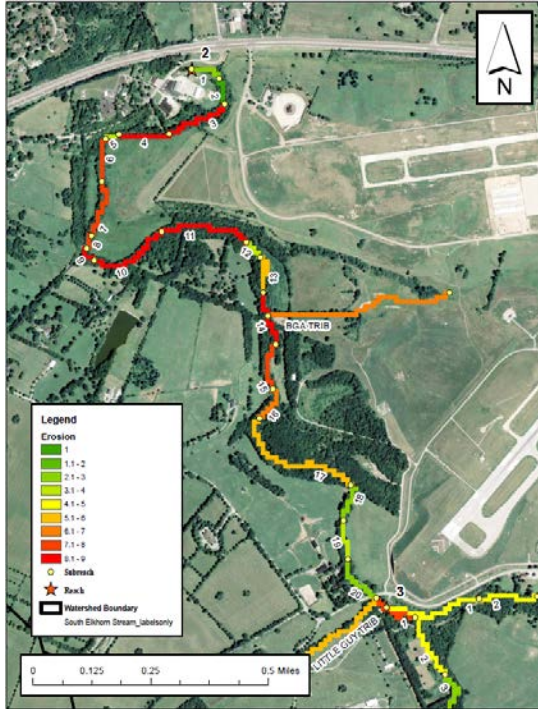 2
N
1
2
3
4
5
6
7
8
9
10
11
12
13
14
BGA TRIB
15
16
17
18
19
20
3
1
1
2
2
3
LITTLE GUY TRIB
Legend
Erosion
1
1.1 - 2
2.1 - 3
3.1 - 4
4.1 - 5
5.1 - 6
6.1 - 7
7.1 - 8
8.1 - 9
Subreach
Reach
Watershed Boundary
South Elkhorn Stream_labelsonly
0 0.125 0.25 0.5 Miles